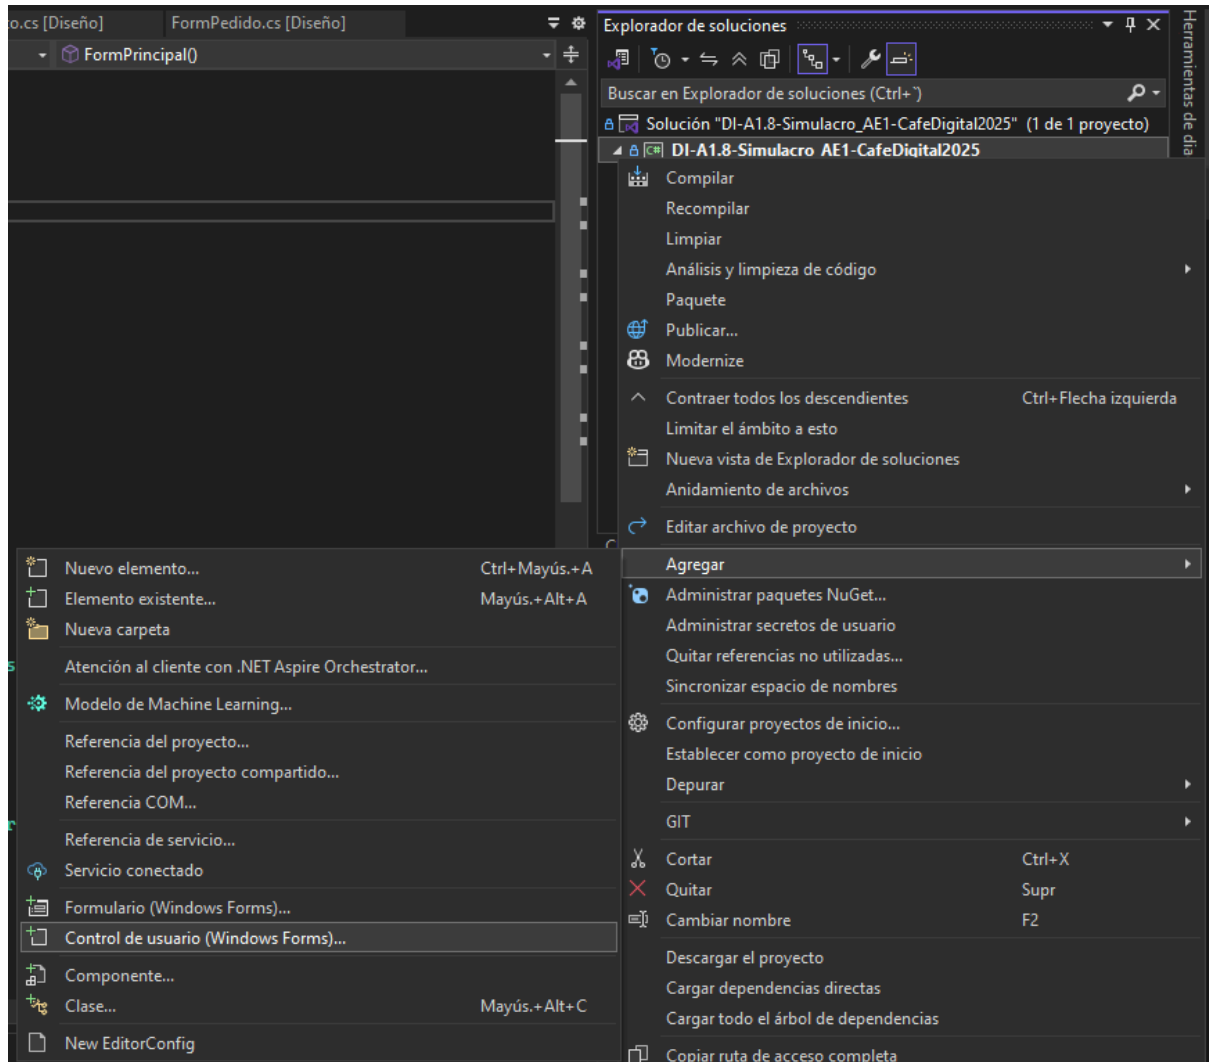 o.cs [Diseño]
FormPedido.cs [Diseño]
FormPrincipal()
Explorador de soluciones
Herramientas de dia
Buscar en Explorador de soluciones (Ctrl+`)
Solución "DI-A1.8-Simulacro_AE1-CafeDigital2025" (1 de 1 proyecto)
C# DI-A1.8-Simulacro AE1-CafeDigital2025
Compilar
Recompilar
Limpiar
Análisis y limpieza de código
Paquete
Publicar...
Modernize
Contraer todos los descendientes Ctrl+Flecha izquierda
Limitar el ámbito a esto
Nueva vista de Explorador de soluciones
Anidamiento de archivos
Editar archivo de proyecto
Agregar
Administrar paquetes NuGet...
Administrar secretos de usuario
Quitar referencias no utilizadas...
Sincronizar espacio de nombres
Configurar proyectos de inicio...
Establecer como proyecto de inicio
Depurar
GIT
Cortar Ctrl+X
Quitar Supr
Cambiar nombre F2
Descargar el proyecto
Cargar dependencias directas
Cargar todo el árbol de dependencias
Copiar ruta de acceso completa
Nuevo elemento... Ctrl+Mayús.+A
Elemento existente... Mayús.+Alt+A
Nueva carpeta
Atención al cliente con .NET Aspire Orchestrator...
Modelo de Machine Learning...
Referencia del proyecto...
Referencia del proyecto compartido...
Referencia COM...
Referencia de servicio...
Servicio conectado
Formulario (Windows Forms)...
Control de usuario (Windows Forms)...
Componente...
Clase... Mayús.+Alt+C
New EditorConfig